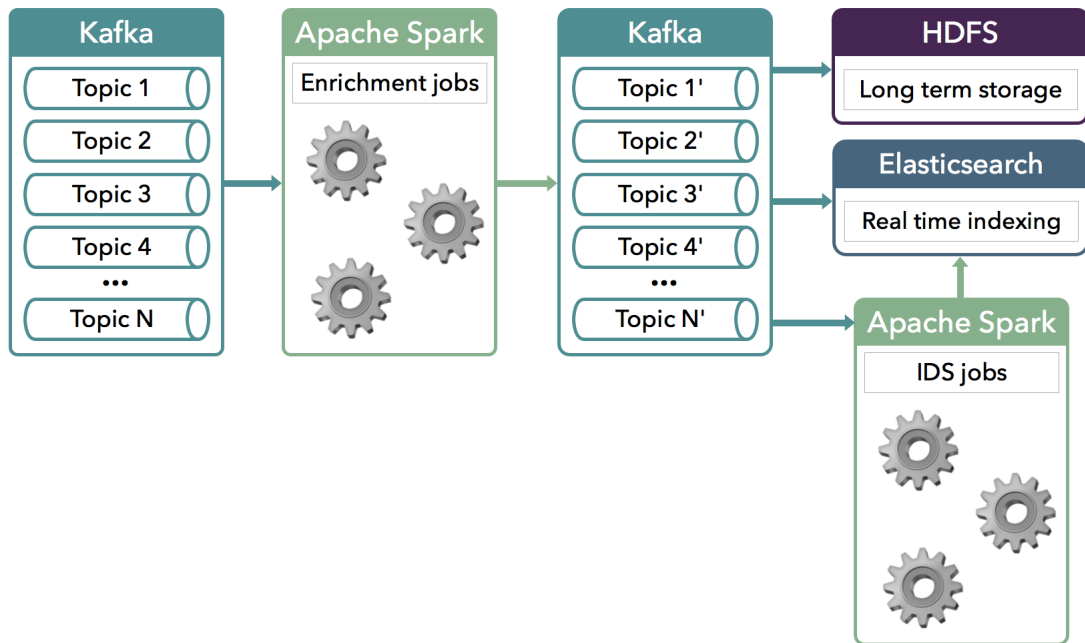 Kafka
Topic 1
Topic 2
Topic 3
Topic 4
...
Topic N
Apache Spark
Enrichment jobs
Kafka
Topic 1'
Topic 2'
Topic 3'
Topic 4'
...
Topic N'
HDFS
Long term storage
Elasticsearch
Real time indexing
Apache Spark
IDS jobs